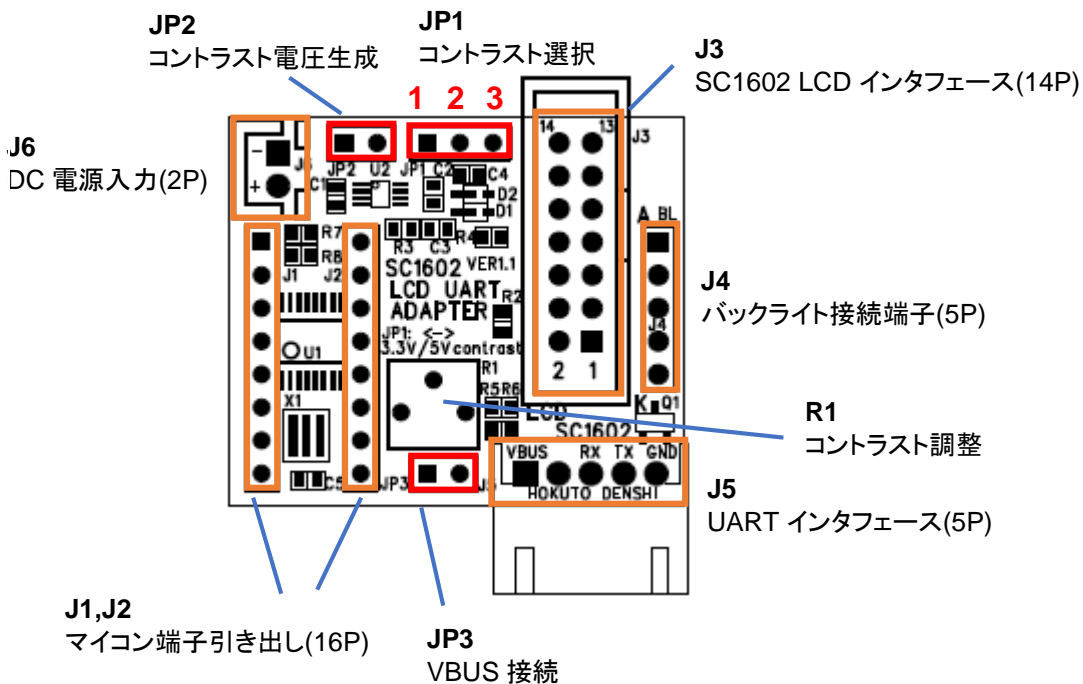 JP2
コントラスト電圧生成
JP1
コントラスト選択
J3
SC1602 LCD インタフェース(14P)
1 2 3
J6
DC 電源入力(2P)
-
+
J6
C1
JP2
U2
JP1
C2
C4
D2
D1
14
13
J3
R7
R8
J1
J2
R3
C3
R4
SC1602
VER1.1
LCD UART
R2
ADAPTER
JP1: <->
3.3V/5Vcontrast
U1
X1
R1
R5R6
2 1
A BL
J4
J4
バックライト接続端子(5P)
LCD
SC1602
K
Q1
R1
コントラスト調整
C5
JP3
J5
VBUS RX TX GND
HOKUTO DENSHI
J5
UART インタフェース(5P)
J1,J2
マイコン端子引き出し(16P)
JP3
VBUS 接続